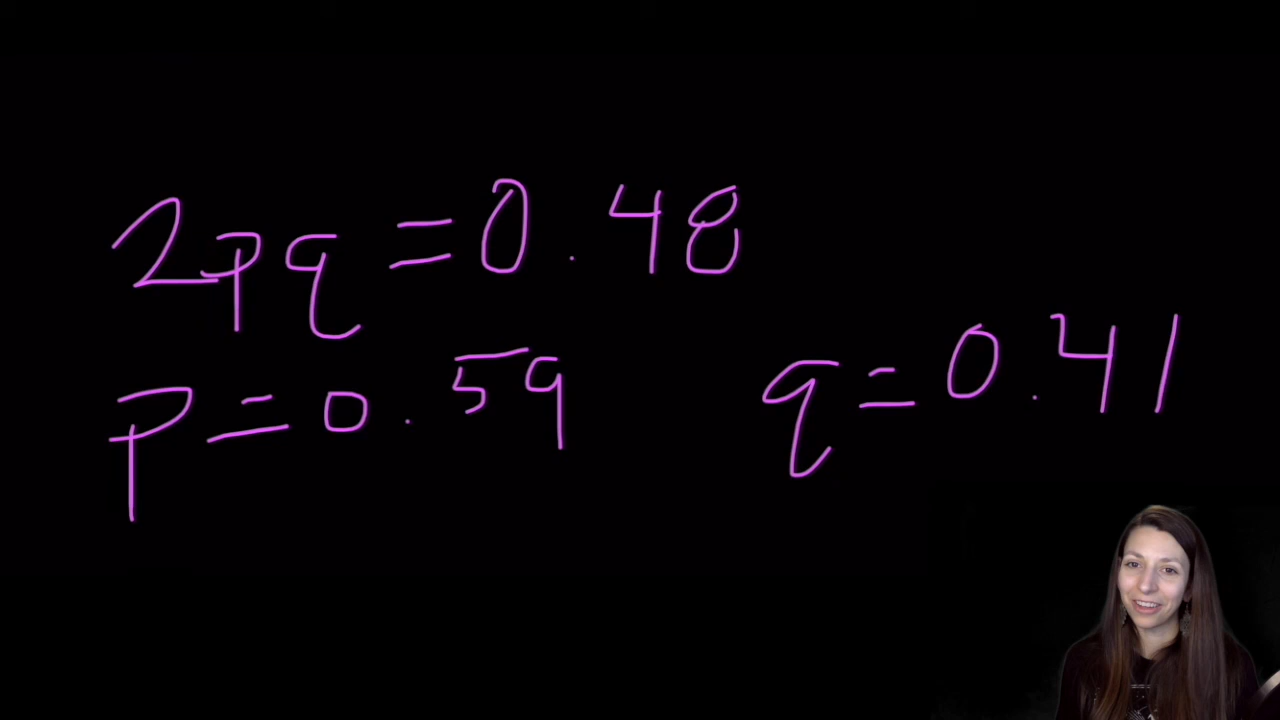 2pq = 0.48
p = 0.59
q = 0.41